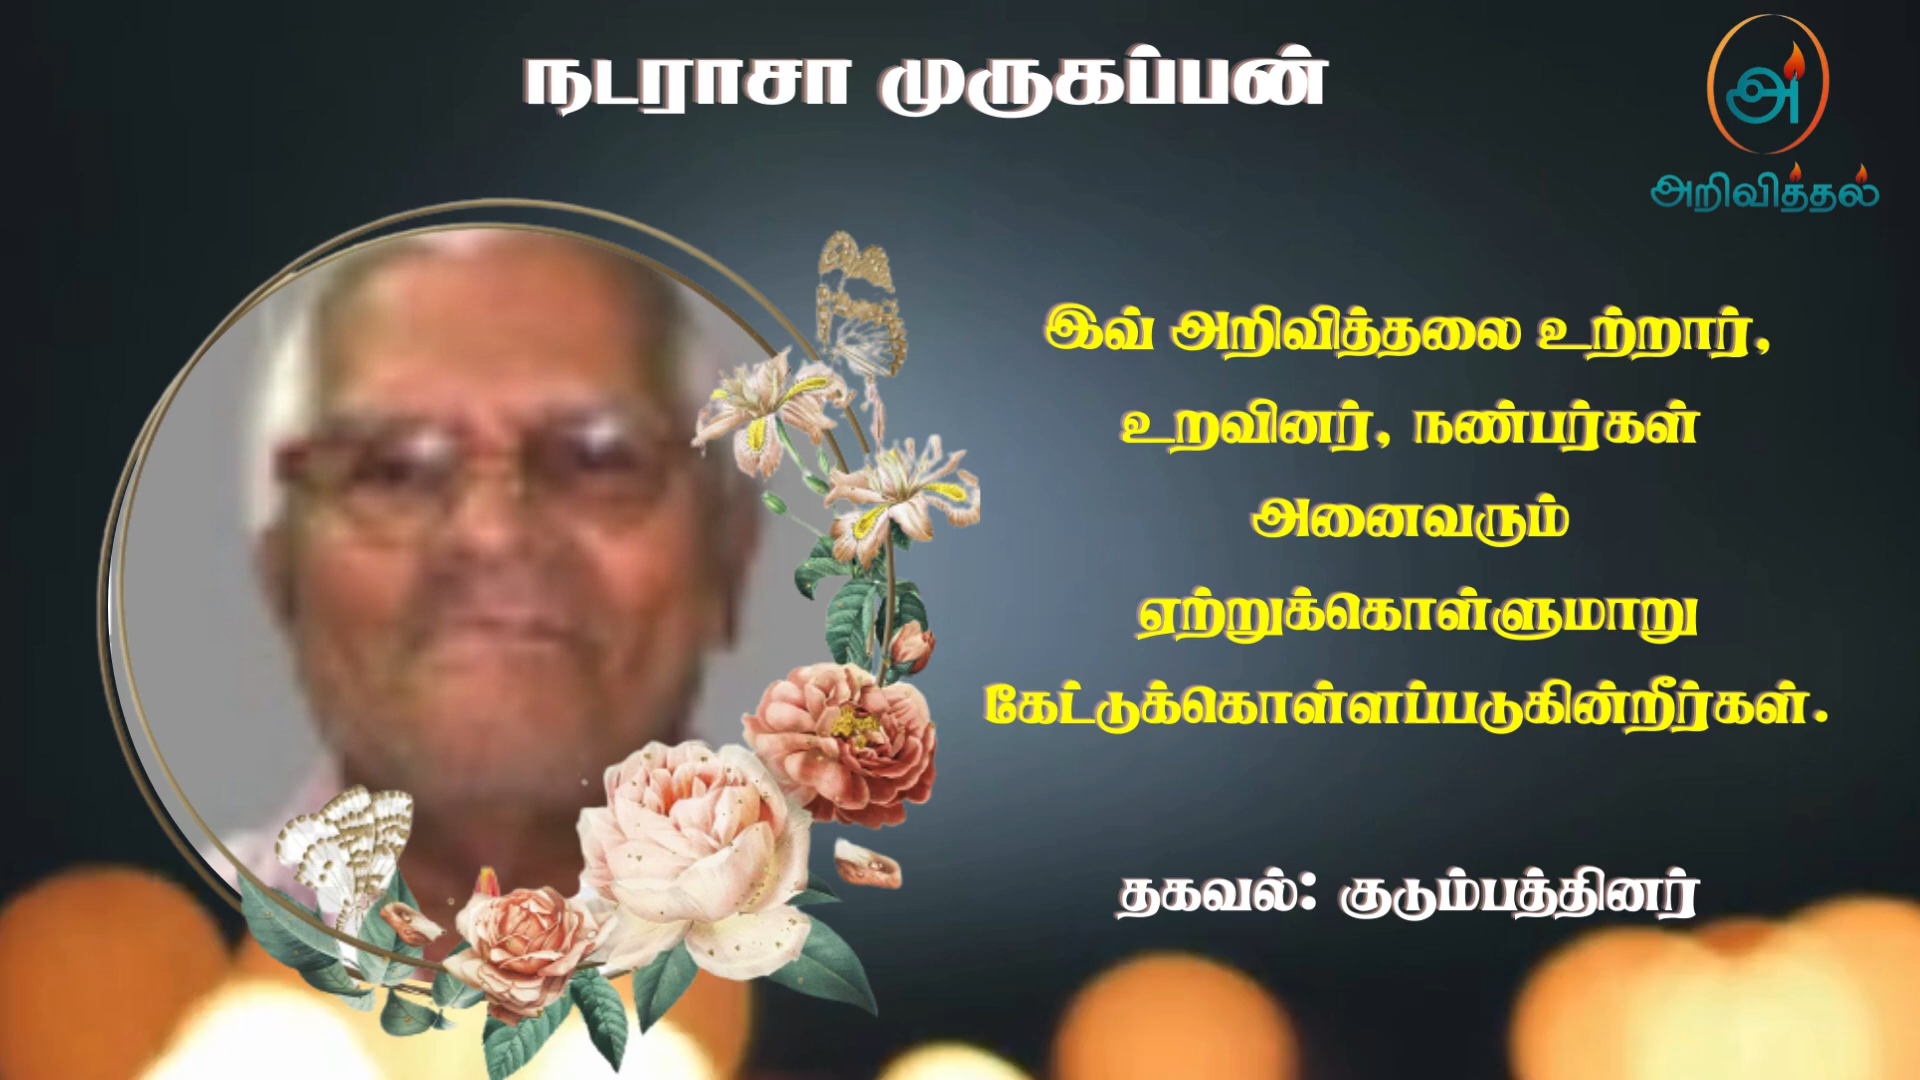 நடராசா முருகப்பன்
அ
அறிவித்தல்
இவ் அறிவித்தலை உற்றார்,
உறவினர், நண்பர்கள்
அனைவரும்
ஏற்றுக்கொள்ளுமாறு
கேட்டுக்கொள்ளப்படுகின்றீர்கள்.
தகவல்: குடும்பத்தினர்